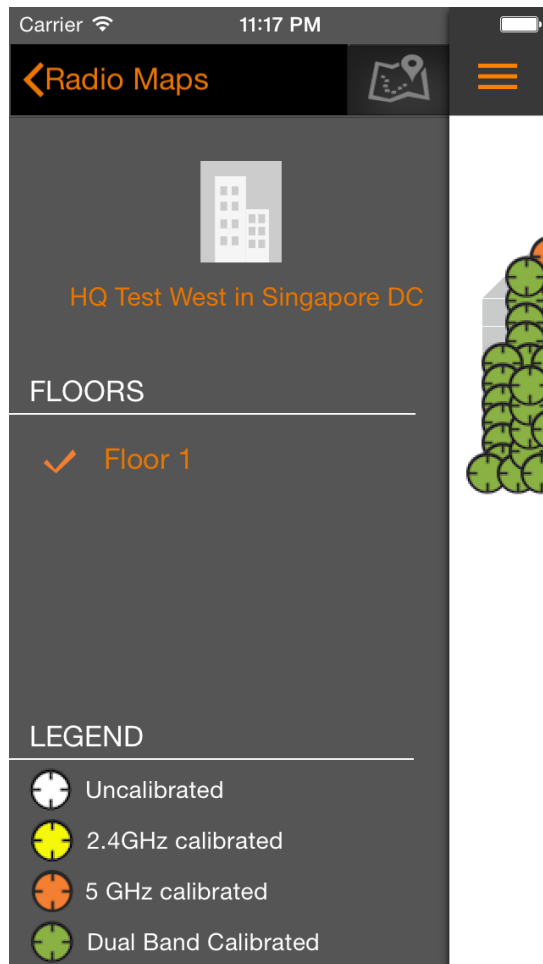 Carrier 11:17 PM
Radio Maps
HQ Test West in Singapore DC
FLOORS
Floor 1
LEGEND
Uncalibrated
2.4GHz calibrated
5 GHz calibrated
Dual Band Calibrated